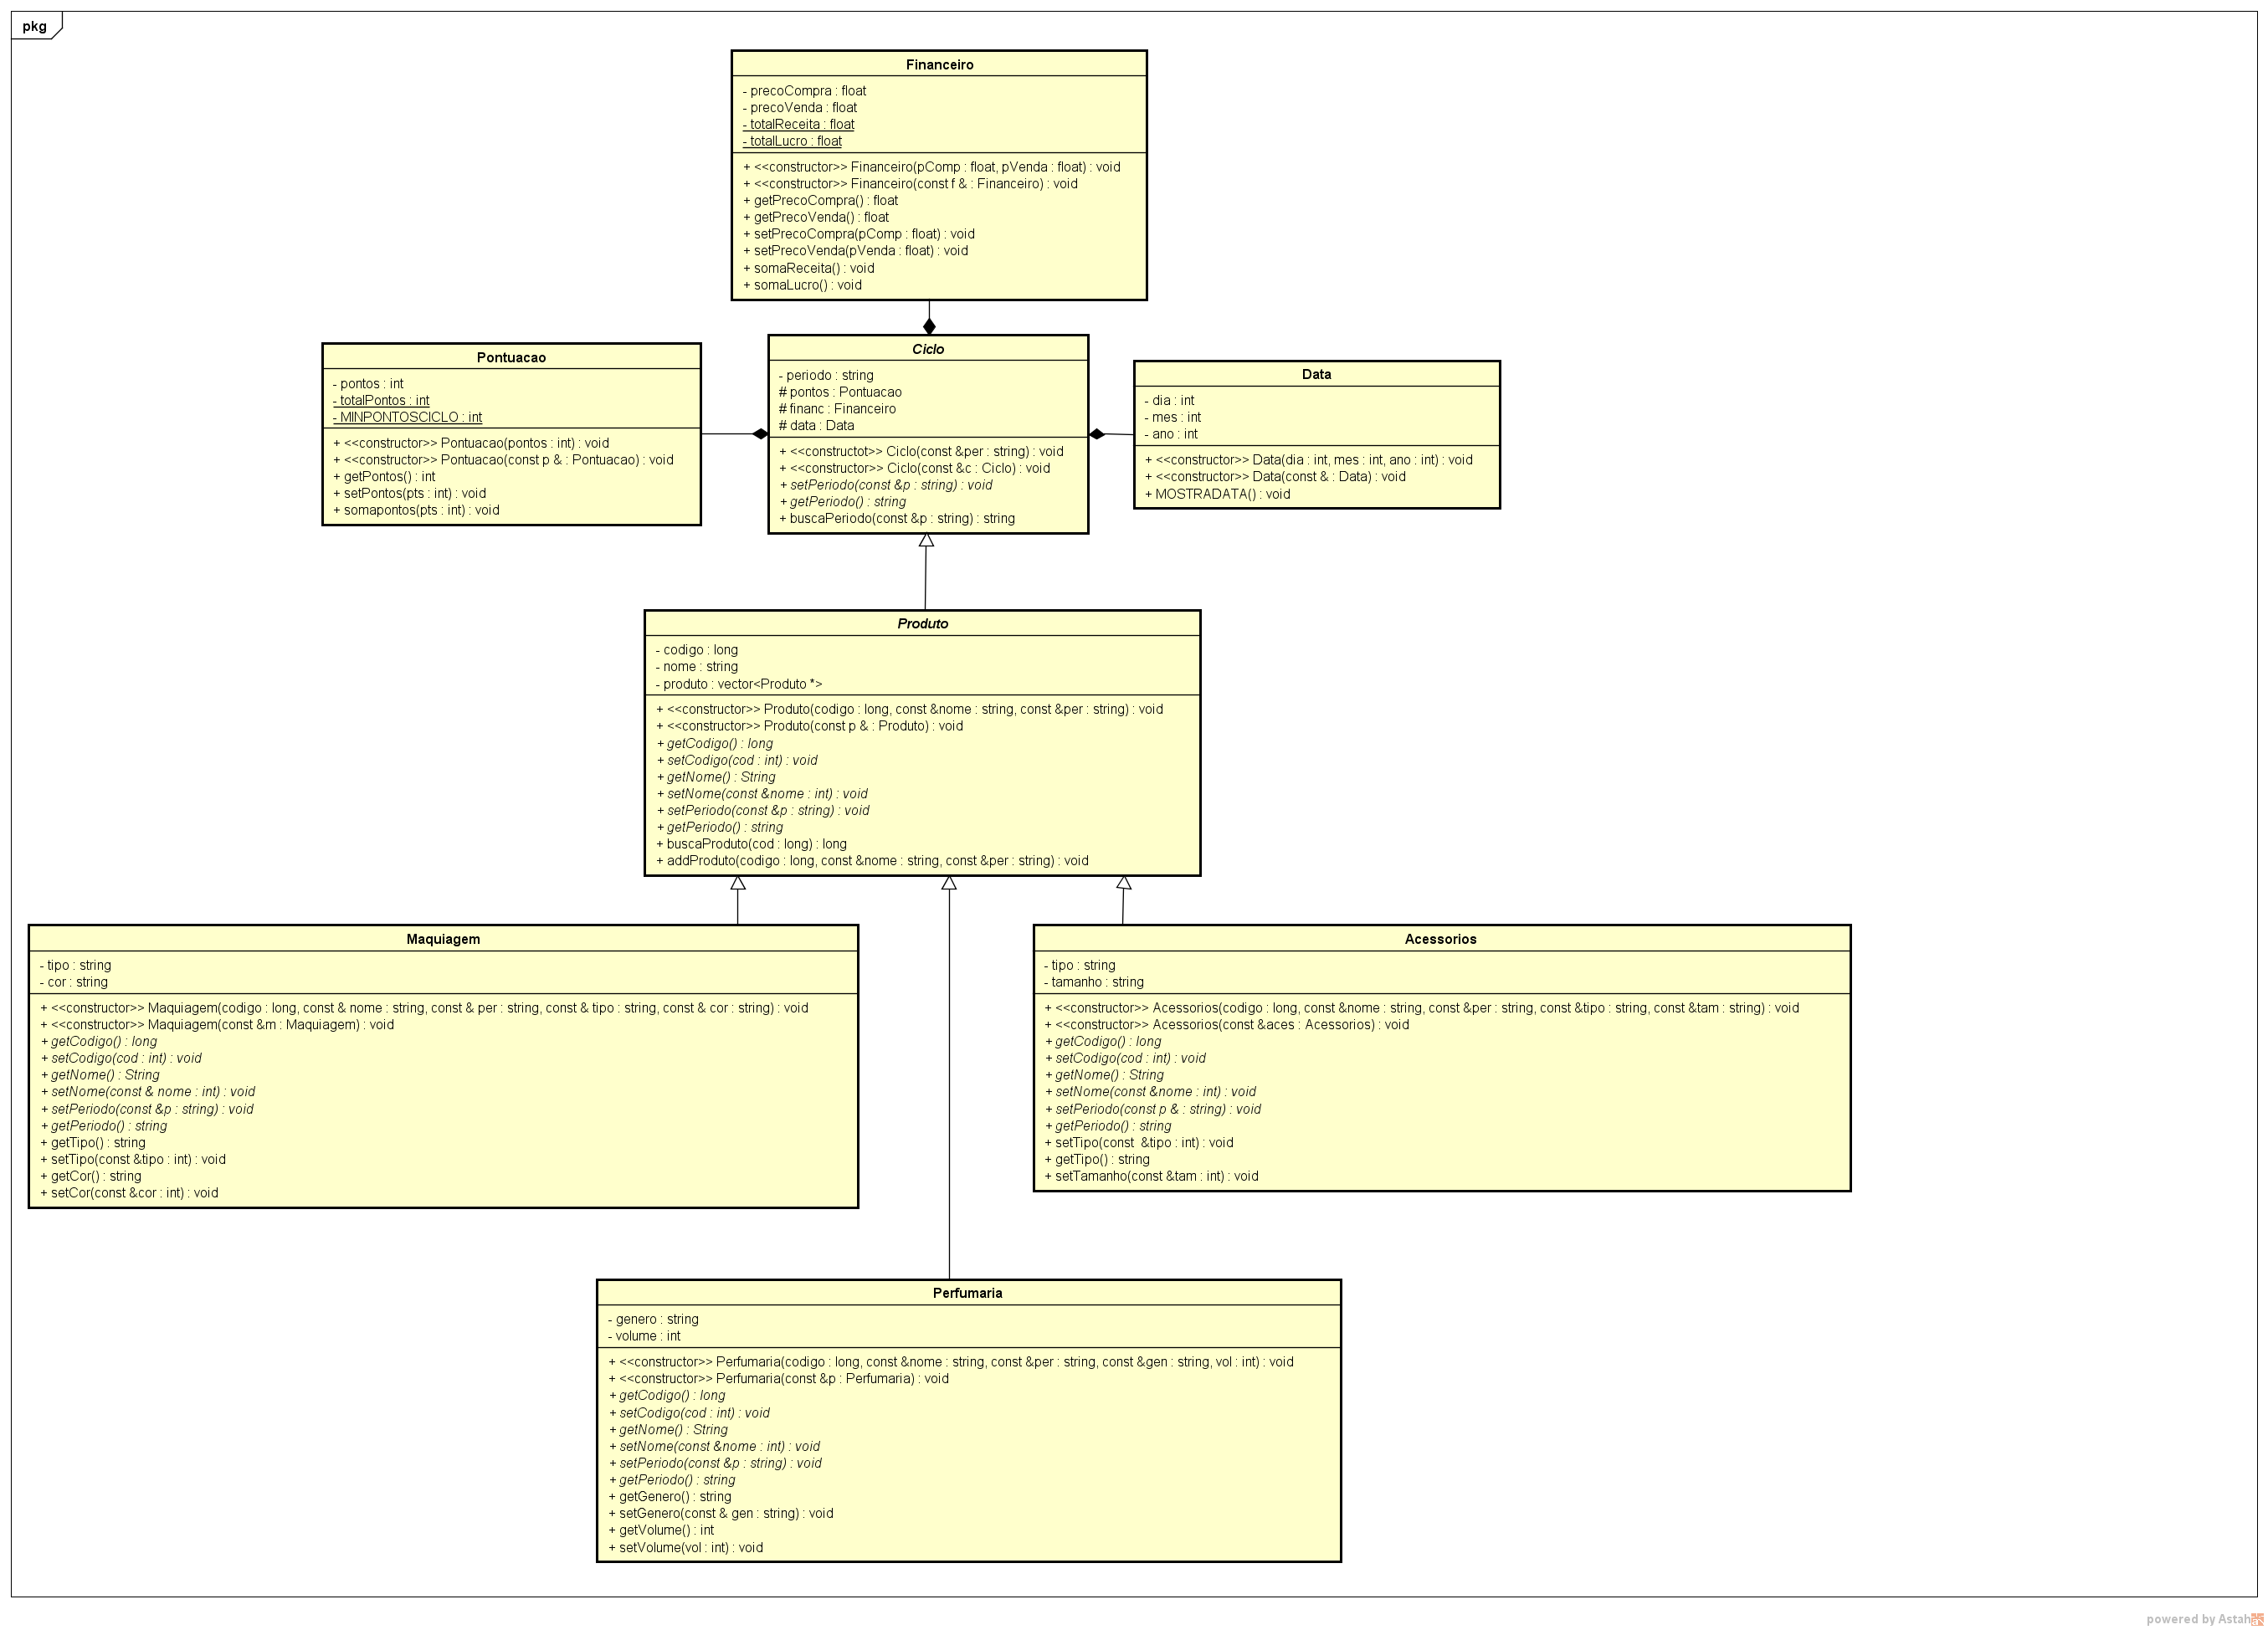 pkg
Financeiro
- precoCompra : float
- precoVenda : float
- totalReceita : float
- totalLucro : float
+ <<constructor>> Financeiro(pComp : float, pVenda : float) : void
+ <<constructor>> Financeiro(const f & : Financeiro) : void
+ getPrecoCompra() : float
+ getPrecoVenda() : float
+ setPrecoCompra(pComp : float) : void
+ setPrecoVenda(pVenda : float) : void
+ somaReceita() : void
+ somaLucro() : void
Pontuacao
- pontos : int
- totalPontos : int
- MINPONTOSCICLO : int
+ <<constructor>> Pontuacao(pontos : int) : void
+ <<constructor>> Pontuacao(const p & : Pontuacao) : void
+ getPontos() : int
+ setPontos(pts : int) : void
+ somapontos(pts : int) : void
Ciclo
- periodo : string
# pontos : Pontuacao
# financ : Financeiro
# data : Data
+ <<constructot>> Ciclo(const &per : string) : void
+ <<constructor>> Ciclo(const &c : Ciclo) : void
+ setPeriodo(const &p : string) : void
+ getPeriodo() : string
+ buscaPeriodo(const &p : string) : string
Data
- dia : int
- mes : int
- ano : int
+ <<constructor>> Data(dia : int, mes : int, ano : int) : void
+ <<constructor>> Data(const & : Data) : void
+ MOSTRADATA() : void
Produto
- codigo : long
- nome : string
- produto : vector<Produto *>
+ <<constructor>> Produto(codigo : long, const &nome : string, const &per : string) : void
+ <<constructor>> Produto(const p & : Produto) : void
+ getCodigo() : long
+ setCodigo(cod : int) : void
+ getNome() : String
+ setNome(const &nome : int) : void
+ setPeriodo(const &p : string) : void
+ getPeriodo() : string
+ buscaProduto(cod : long) : long
+ addProduto(codigo : long, const &nome : string, const &per : string) : void
Maquiagem
- tipo : string
- cor : string
+ <<constructor>> Maquiagem(codigo : long, const & nome : string, const & per : string, const & tipo : string, const & cor : string) : void
+ <<constructor>> Maquiagem(const &m : Maquiagem) : void
+ getCodigo() : long
+ setCodigo(cod : int) : void
+ getNome() : String
+ setNome(const & nome : int) : void
+ setPeriodo(const &p : string) : void
+ getPeriodo() : string
+ getTipo() : string
+ setTipo(const &tipo : int) : void
+ getCor() : string
+ setCor(const &cor : int) : void
Acessorios
- tipo : string
- tamanho : string
+ <<constructor>> Acessorios(codigo : long, const &nome : string, const &per : string, const &tipo : string, const &tam : string) : void
+ <<constructor>> Acessorios(const &aces : Acessorios) : void
+ getCodigo() : long
+ setCodigo(cod : int) : void
+ getNome() : String
+ setNome(const &nome : int) : void
+ setPeriodo(const p & : string) : void
+ getPeriodo() : string
+ setTipo(const &tipo : int) : void
+ getTipo() : string
+ setTamanho(const &tam : int) : void
Perfumaria
- genero : string
- volume : int
+ <<constructor>> Perfumaria(codigo : long, const &nome : string, const &per : string, const &gen : string, vol : int) : void
+ <<constructor>> Perfumaria(const &p : Perfumaria) : void
+ getCodigo() : long
+ setCodigo(cod : int) : void
+ getNome() : String
+ setNome(const &nome : int) : void
+ setPeriodo(const &p : string) : void
+ getPeriodo() : string
+ getGenero() : string
+ setGenero(const & gen : string) : void
+ getVolume() : int
+ setVolume(vol : int) : void
powered by Astah